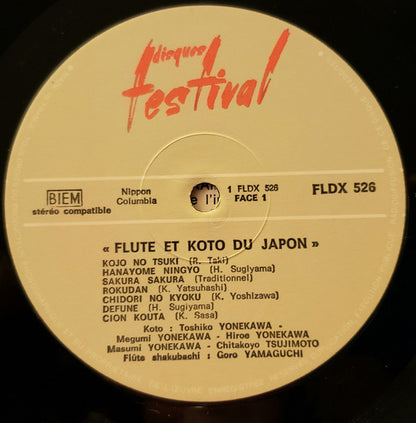 disques
festival
BIEM
stéréo compatible
Nippon
Columbia
1 FLDX 526
FACE 1
FLDX 526
« FLUTE ET KOTO DU JAPON »
KOJO NO TSUKI (R. Taki)
HANAYOME NINGYO (H. Sugiyama)
SAKURA SAKURA (Traditionnel)
ROKUDAN (K. Yatsuhashi)
CHIDORI NO KYOKU (K. Yoshizawa)
DEFUNE (H. Sugiyama)
CION KOUTA (K. Sasa)
Koto : Toshiko YONEKAWA -
Megumi YONEKAWA - Hiroe YONEKAWA
Masumi YONEKAWA - Chitakoyo TSUJIMOTO
Flûte shakubachi : Goro YAMAGUCHI